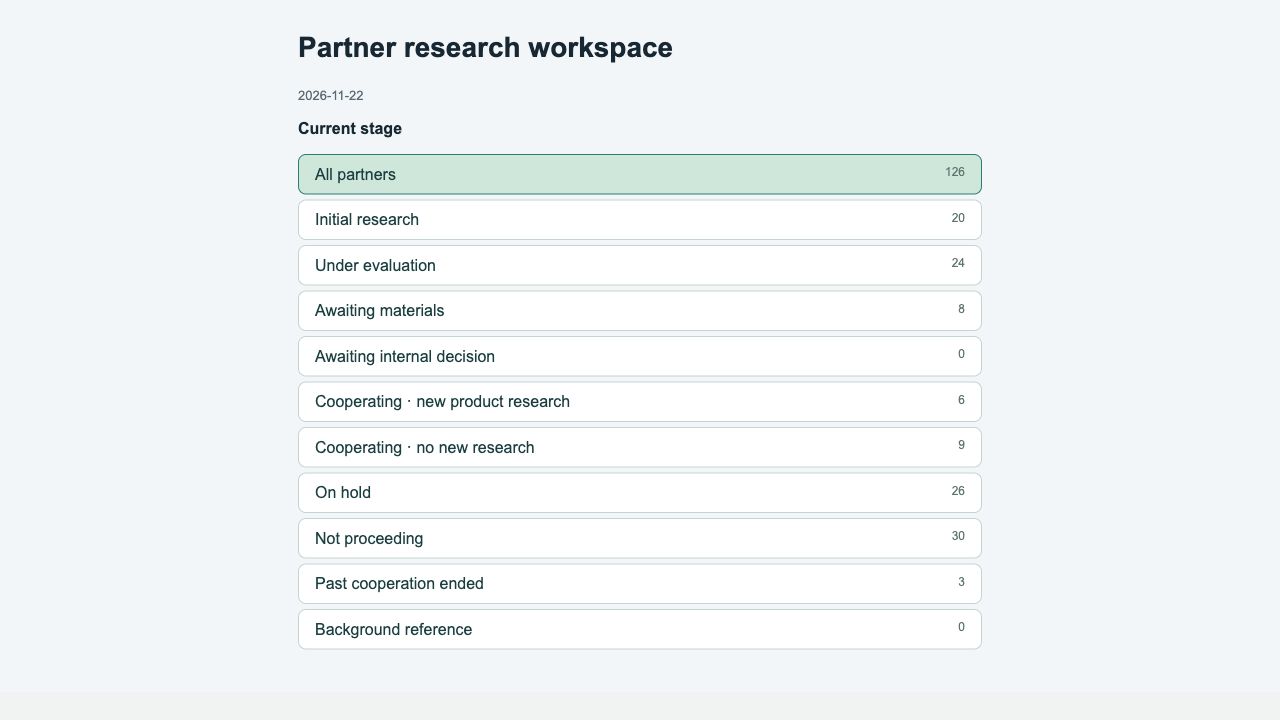 Partner research workspace
2026-11-22
Current stage
All partners 126
Initial research 20
Under evaluation 24
Awaiting materials 8
Awaiting internal decision 0
Cooperating · new product research 6
Cooperating · no new research 9
On hold 26
Not proceeding 30
Past cooperation ended 3
Background reference 0